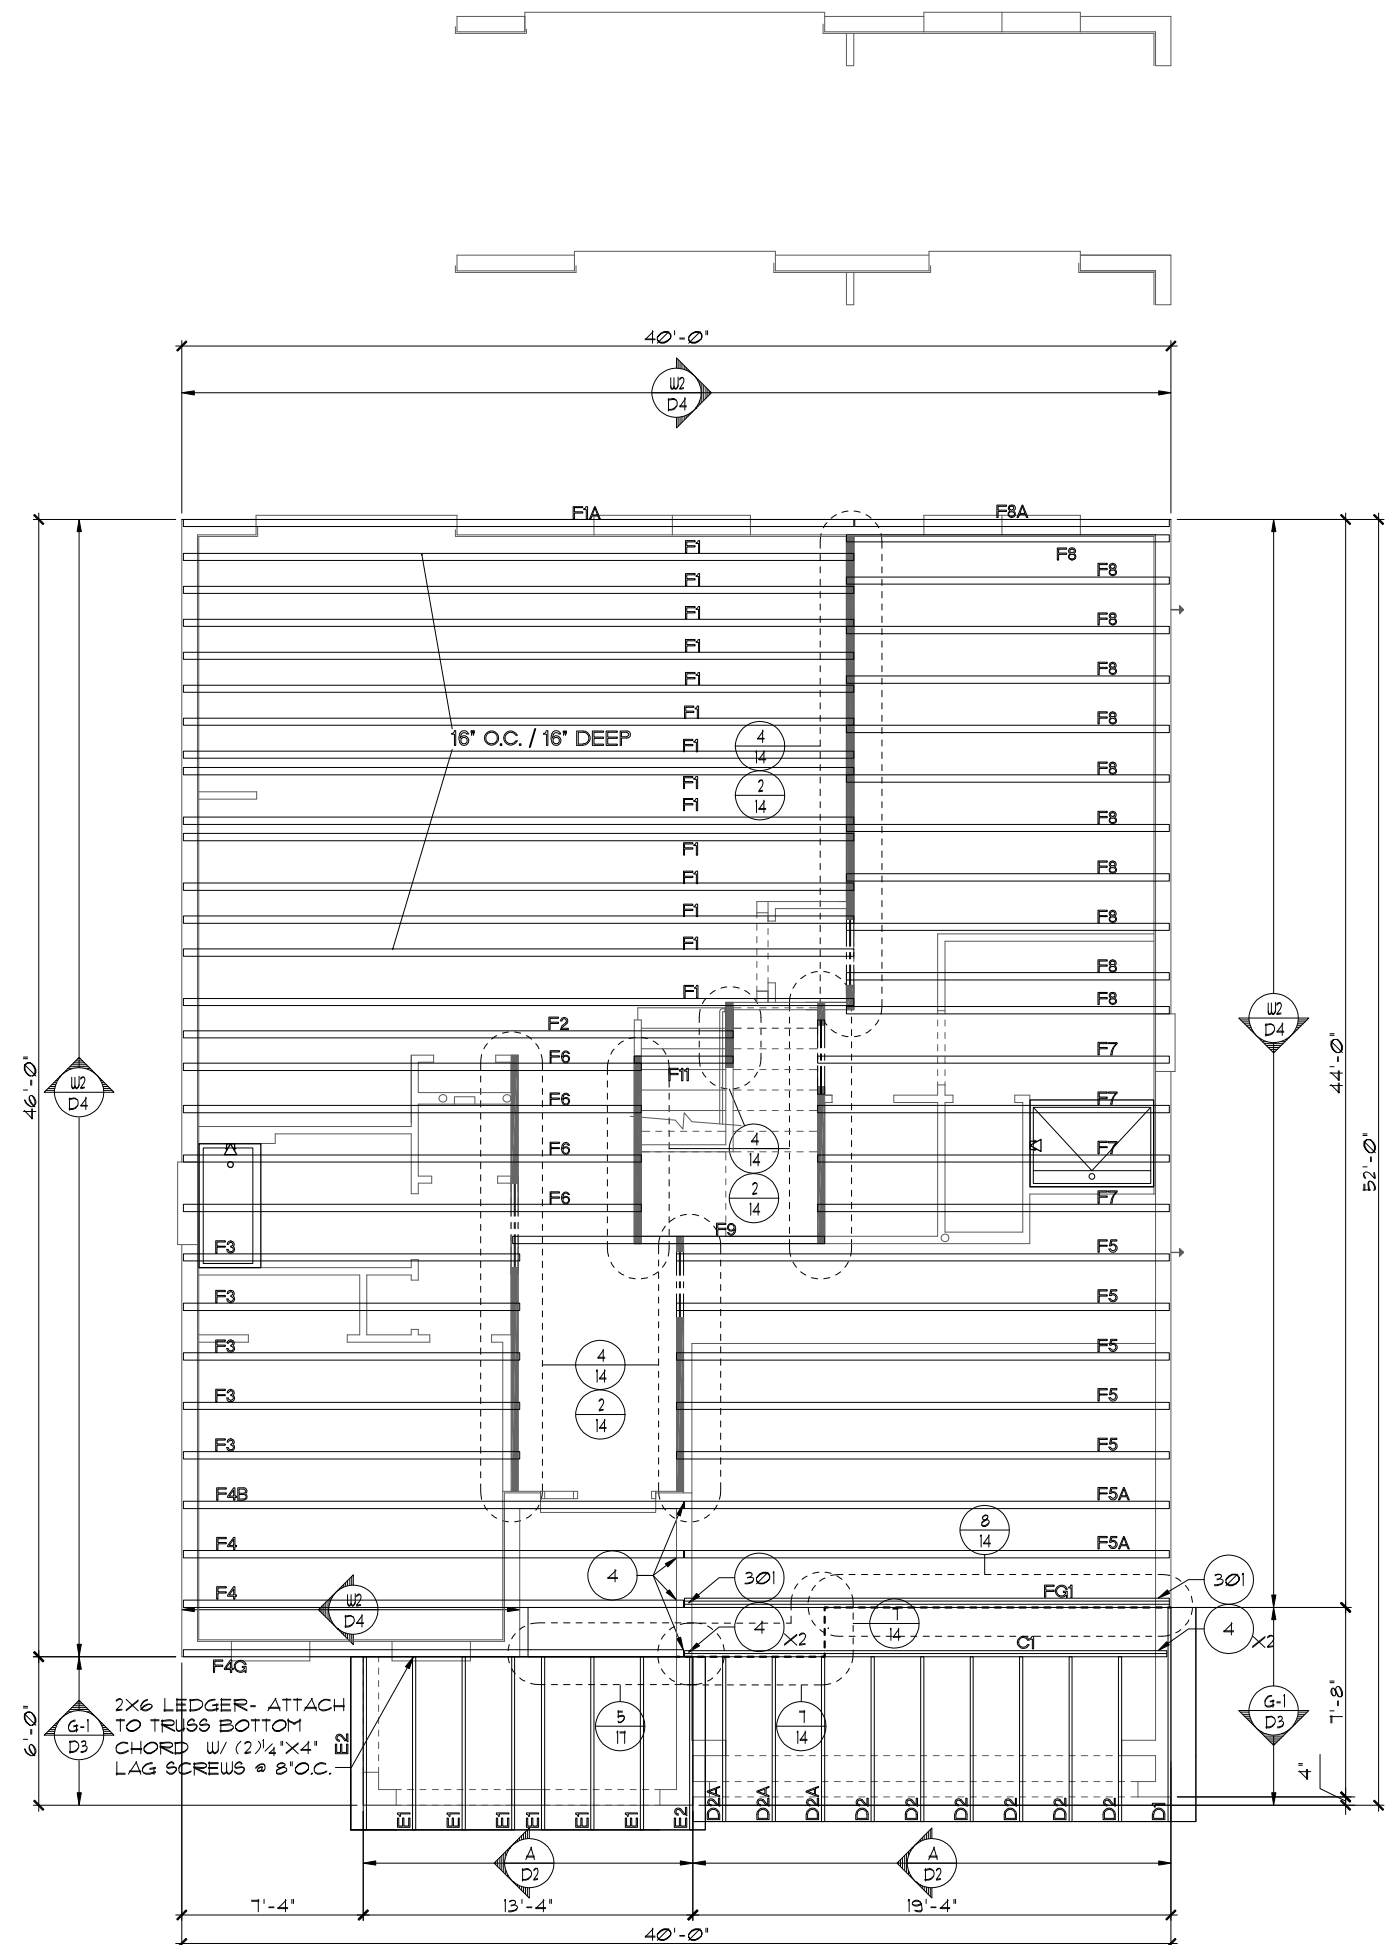 40'-0"
W2
D4
F1A
F8A
F1
F8
F1
F8
F1
F8
F1
F8
F1
F8
F1
F8
16" O.C. / 16" DEEP
F1
4
14
F8
F1
2
14
F1
F8
F1
F8
F1
F8
F1
F8
F1
F8
F1
F8
F2
F6
F7
F11
F6
F7
F6
4
14
F7
F6
2
14
F7
F9
46'-0"
W2
D4
W2
D4
44'-0"
52'-0"
F3
F5
F3
F5
F3
F5
4
14
F3
F5
2
14
F3
F5
F4B
F5A
8
14
F4
F5A
4
301
301
F4
FG1
W2
D4
4
X2
7
14
4
X2
C1
F4G
2X6 LEDGER- ATTACH
TO TRUSS BOTTOM
CHORD W/ (2)1/4"X4"
LAG SCREWS @ 8"O.C.
6'-0"
G-1
D3
5
17
7
14
G-1
D3
7'-8"
4"
E2
E1
E1
E1
E1
E1
E1
E2
D2A
D2A
D2A
D2
D2
D2
D2
D2
D2
D1
A
D2
A
D2
7'-4"
13'-4"
19'-4"
40'-0"